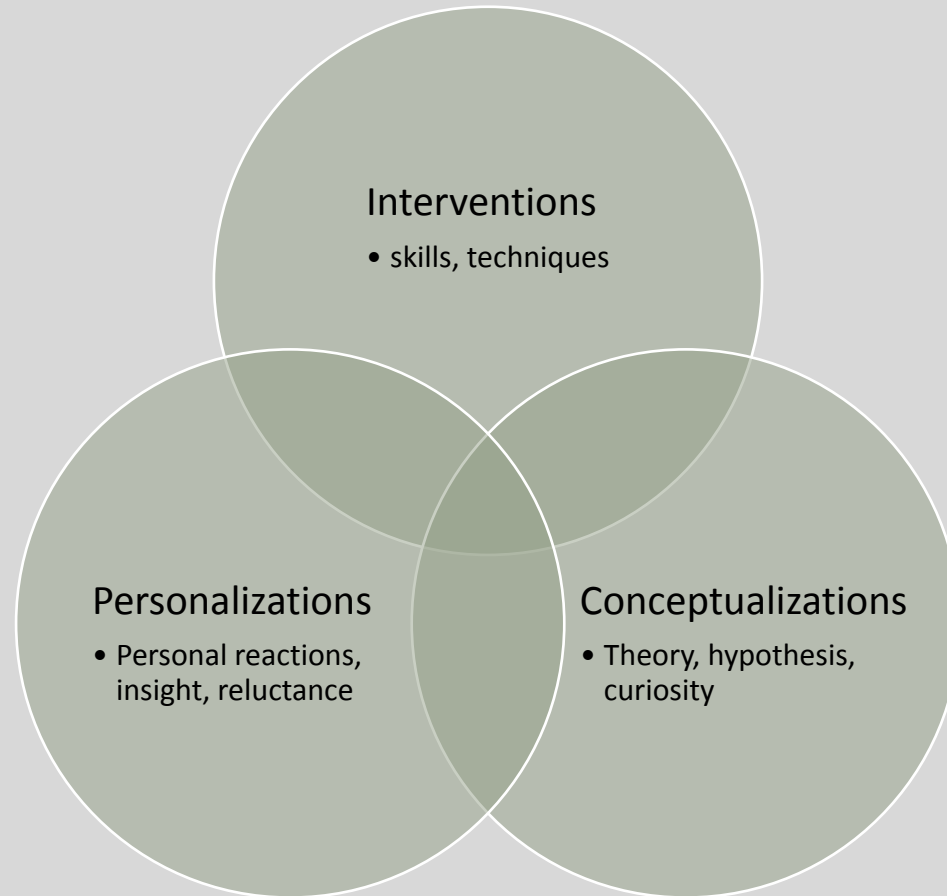 Interventions
• skills, techniques
Personalizations
• Personal reactions,
insight, reluctance
Conceptualizations
• Theory, hypothesis,
curiosity